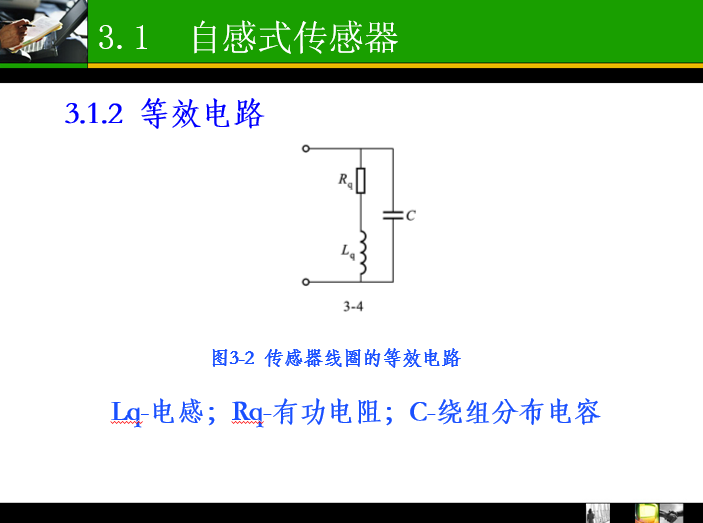 3.1 自感式传感器
3.1.2 等效电路
Rq
C
Lq
3-4
图3-2 传感器线圈的等效电路
Lq-电感；Rq-有功电阻；C-绕组分布电容